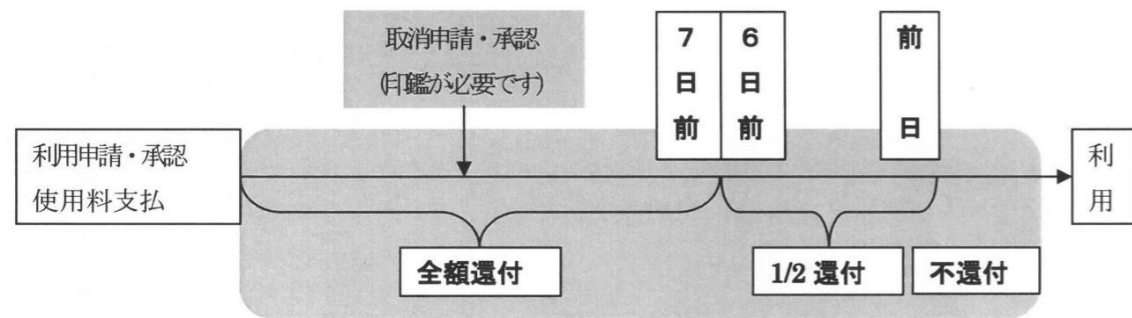 取消申請・承認
(印鑑が必要です)
7日前
6日前
前日
利用申請・承認
使用料支払
利用
全額還付
1/2 還付
不還付